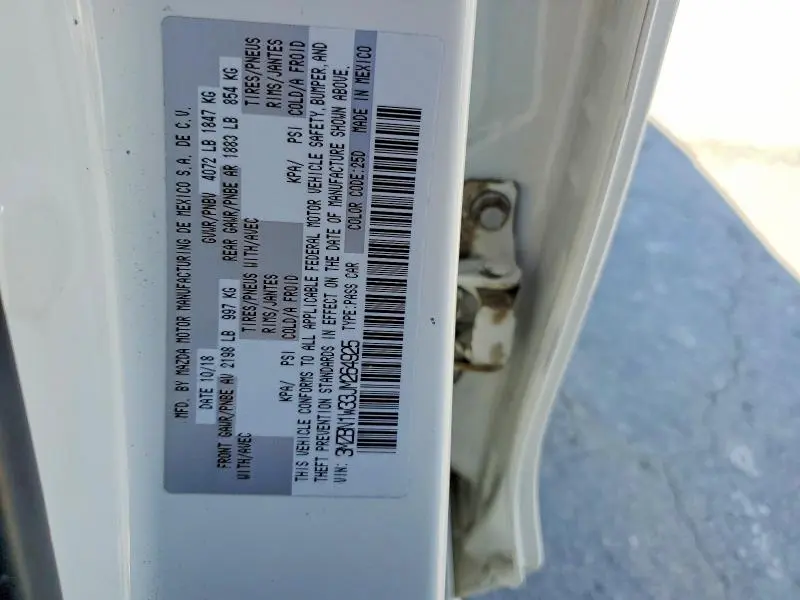 MFD. BY MAZDA MOTOR MANUFACTURING DE MEXICO S.A. DE C.V.
DATE 10/18 GVWR/PNBV 4072 LB 1847 KG
FRONT GAWR/PNBE AV 2198 LB 997 KG REAR GAWR/PNBE AR 1883 LB 854 KG
WITH/AVEC TIRES/PNEUS WITH/AVEC TIRES/PNEUS
RIMS/JANTES RIMS/JANTES
KPA/ PSI COLD/A FROID KPA/ PSI COLD/A FROID
THIS VEHICLE CONFORMS TO ALL APPLICABLE FEDERAL MOTOR VEHICLE SAFETY, BUMPER, AND
THEFT PREVENTION STANDARDS IN EFFECT ON THE DATE OF MANUFACTURE SHOWN ABOVE.
VIN: 3MZBN1W33JM264925 TYPE:PASS CAR COLOR CODE:25D MADE IN MEXICO